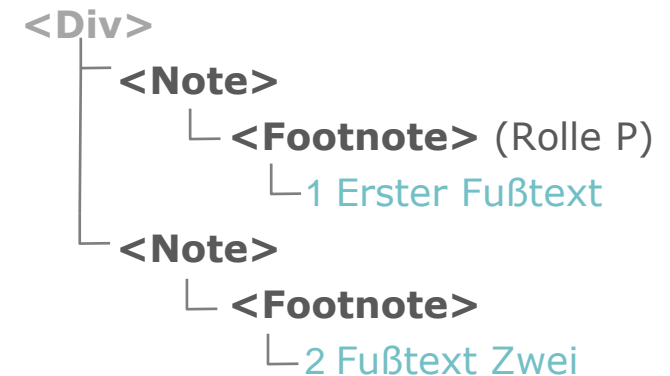 <Div>
<Note>
<Footnote> (Rolle P)
1 Erster Fußtext
<Note>
<Footnote>
2 Fußtext Zwei